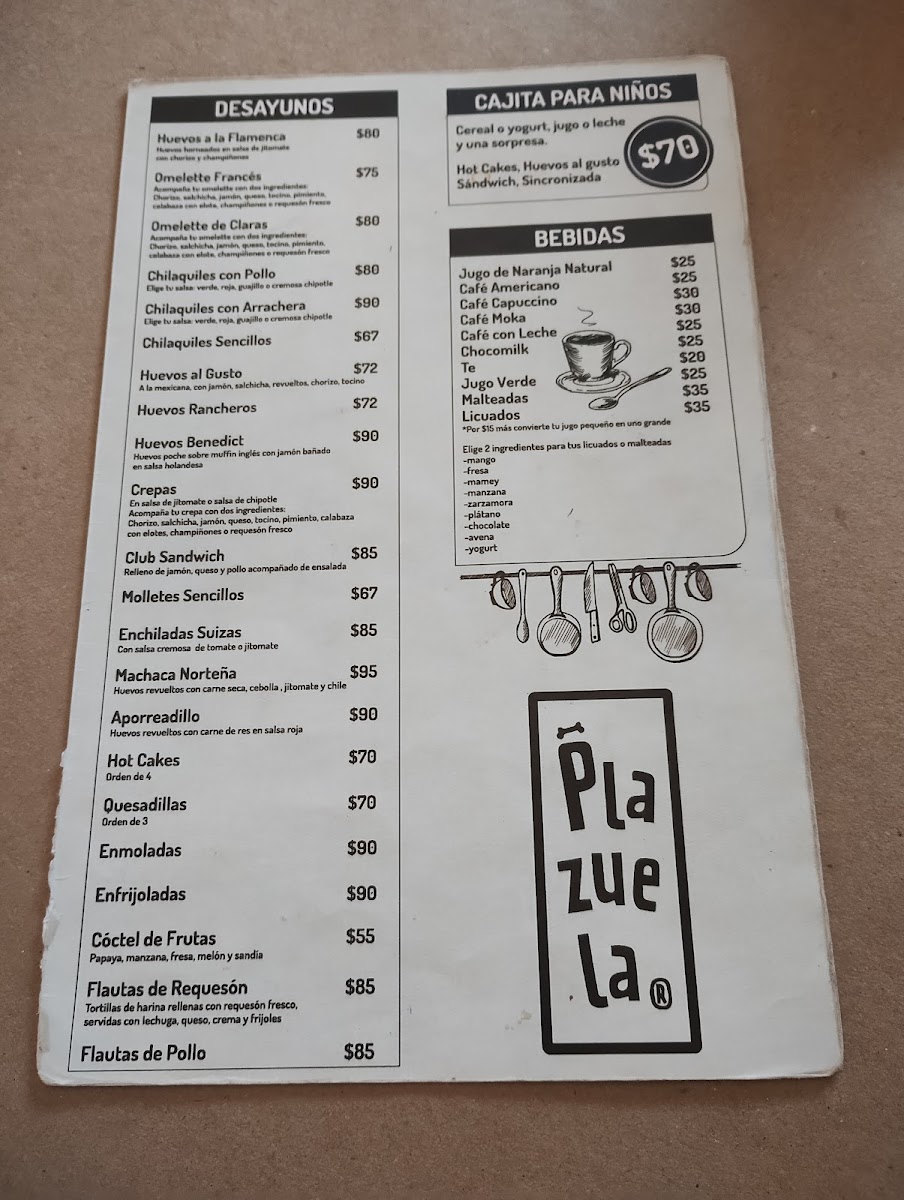 DESAYUNOS
Huevos a la Flamenca $80
Huevos horneados en salsa de jitomate
con chorizo y champiñones
Omelette Francés $75
Acompaña tu omelette con dos ingredientes:
Chorizo, salchicha, jamón, queso, tocino, pimiento,
calabaza con elote, champiñones o requesón fresco
Omelette de Claras $80
Acompaña tu omelette con dos ingredientes:
Chorizo, salchicha, jamón, queso, tocino, pimiento,
calabaza con elote, champiñones o requesón fresco
Chilaquiles con Pollo $80
Elige tu salsa: verde, roja, guajillo o cremosa chipotle
Chilaquiles con Arrachera $90
Elige tu salsa: verde, roja, guajillo o cremosa chipotle
Chilaquiles Sencillos $67
Huevos al Gusto $72
A la mexicana, con jamón, salchicha, revueltos, chorizo, tocino
Huevos Rancheros $72
Huevos Benedict $90
Huevos poche sobre muffin inglés con jamón bañado
en salsa holandesa
Crepas $90
En salsa de jitomate o salsa de chipotle
Acompaña tu crepa con dos ingredientes:
Chorizo, salchicha, jamón, queso, tocino, pimiento, calabaza
con elotes, champiñones o requesón fresco
Club Sandwich $85
Relleno de jamón, queso y pollo acompañado de ensalada
Molletes Sencillos $67
Enchiladas Suizas $85
Con salsa cremosa de tomate o jitomate
Machaca Norteña $95
Huevos revueltos con carne seca, cebolla , jitomate y chile
Aporreadillo $90
Huevos revueltos con carne de res en salsa roja
Hot Cakes $70
Orden de 4
Quesadillas $70
Orden de 3
Enmoladas $90
Enfrijoladas $90
Cóctel de Frutas $55
Papaya, manzana, fresa, melón y sandía
Flautas de Requesón $85
Tortillas de harina rellenas con requesón fresco,
servidas con lechuga, queso, crema y frijoles
Flautas de Pollo $85
CAJITA PARA NIÑOS
Cereal o yogurt, jugo o leche
y una sorpresa.
Hot Cakes, Huevos al gusto
Sándwich, Sincronizada
$70
BEBIDAS
Jugo de Naranja Natural $25
Café Americano $25
Café Capuccino $30
Café Moka $30
Café con Leche $25
Chocomilk $25
Te $20
Jugo Verde $25
Malteadas $35
Licuados $35
*Por $15 más convierte tu jugo pequeño en uno grande
Elige 2 ingredientes para tus licuados o malteadas
-mango
-fresa
-mamey
-manzana
-zarzamora
-plátano
-chocolate
-avena
-yogurt
Pla
zue
la ®